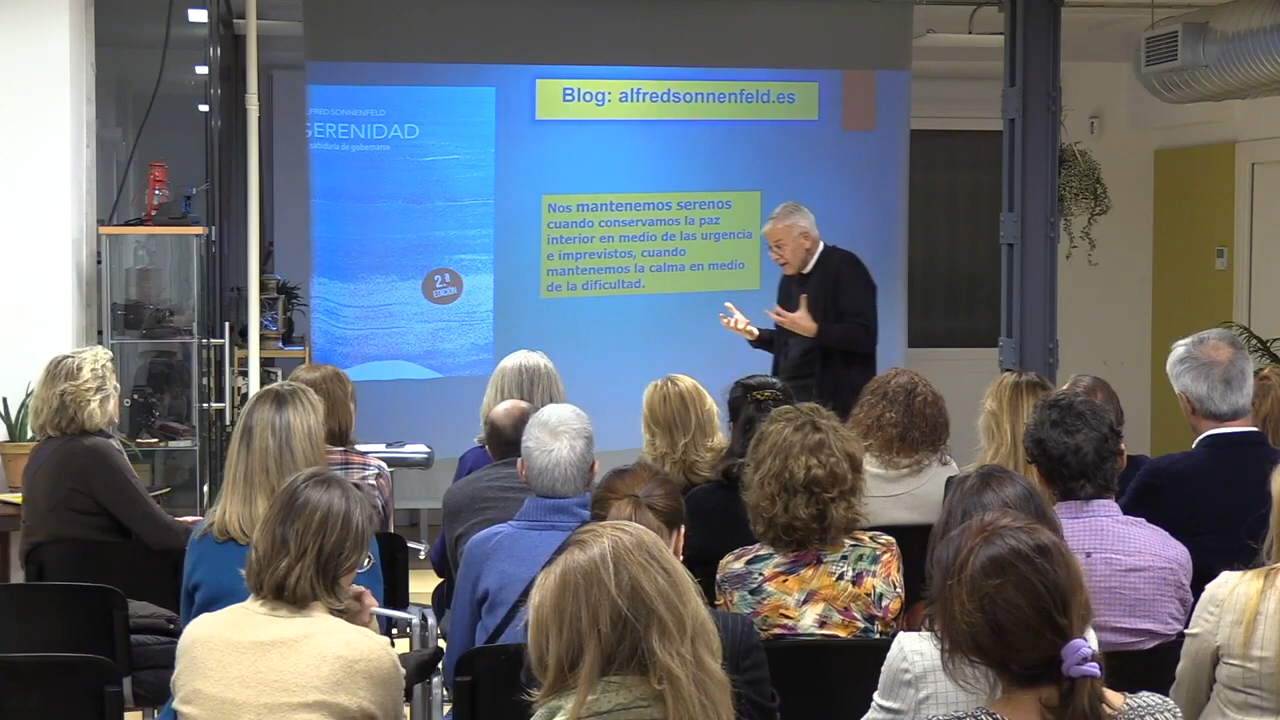 Blog: alfredsonnenfeld.es
LFRED SONNENFELD
SERENIDAD
sabiduría de gobernarse
2.ª
EDICIÓN
Nos mantenemos serenos
cuando conservamos la paz
interior en medio de las urgencia
e imprevistos, cuando
mantenemos la calma en medio
de la dificultad.